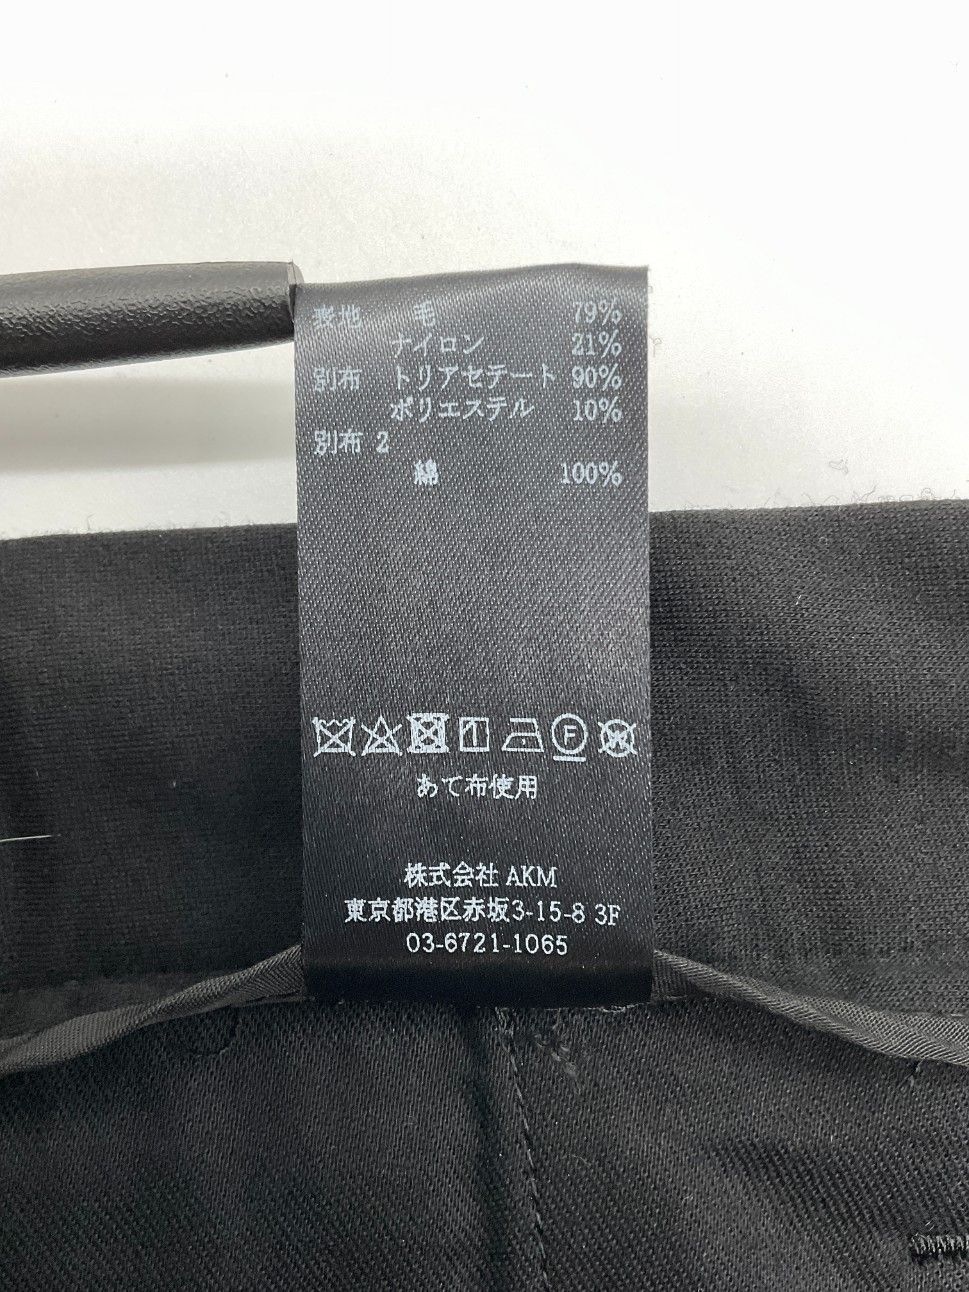 表地 毛 79%
ナイロン 21%
別布 トリアセテート 90%
ポリエステル 10%
別布 2
綿 100%
F
あて布使用
株式会社 AKM
東京都港区赤坂3-15-8 3F
03-6721-1065